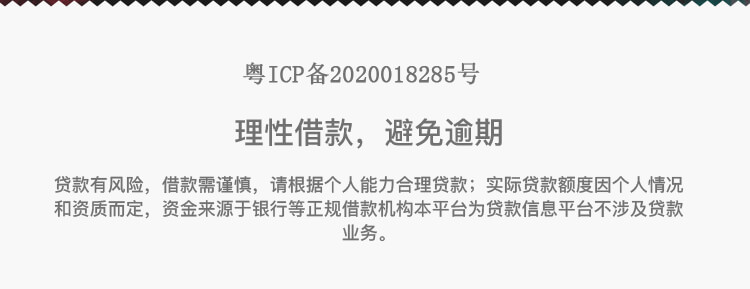 粤ICP备2020018285号
理性借款，避免逾期
贷款有风险，借款需谨慎，请根据个人能力合理贷款；实际贷款额度因个人情况
和资质而定，资金来源于银行等正规借款机构本平台为贷款信息平台不涉及贷款
业务。